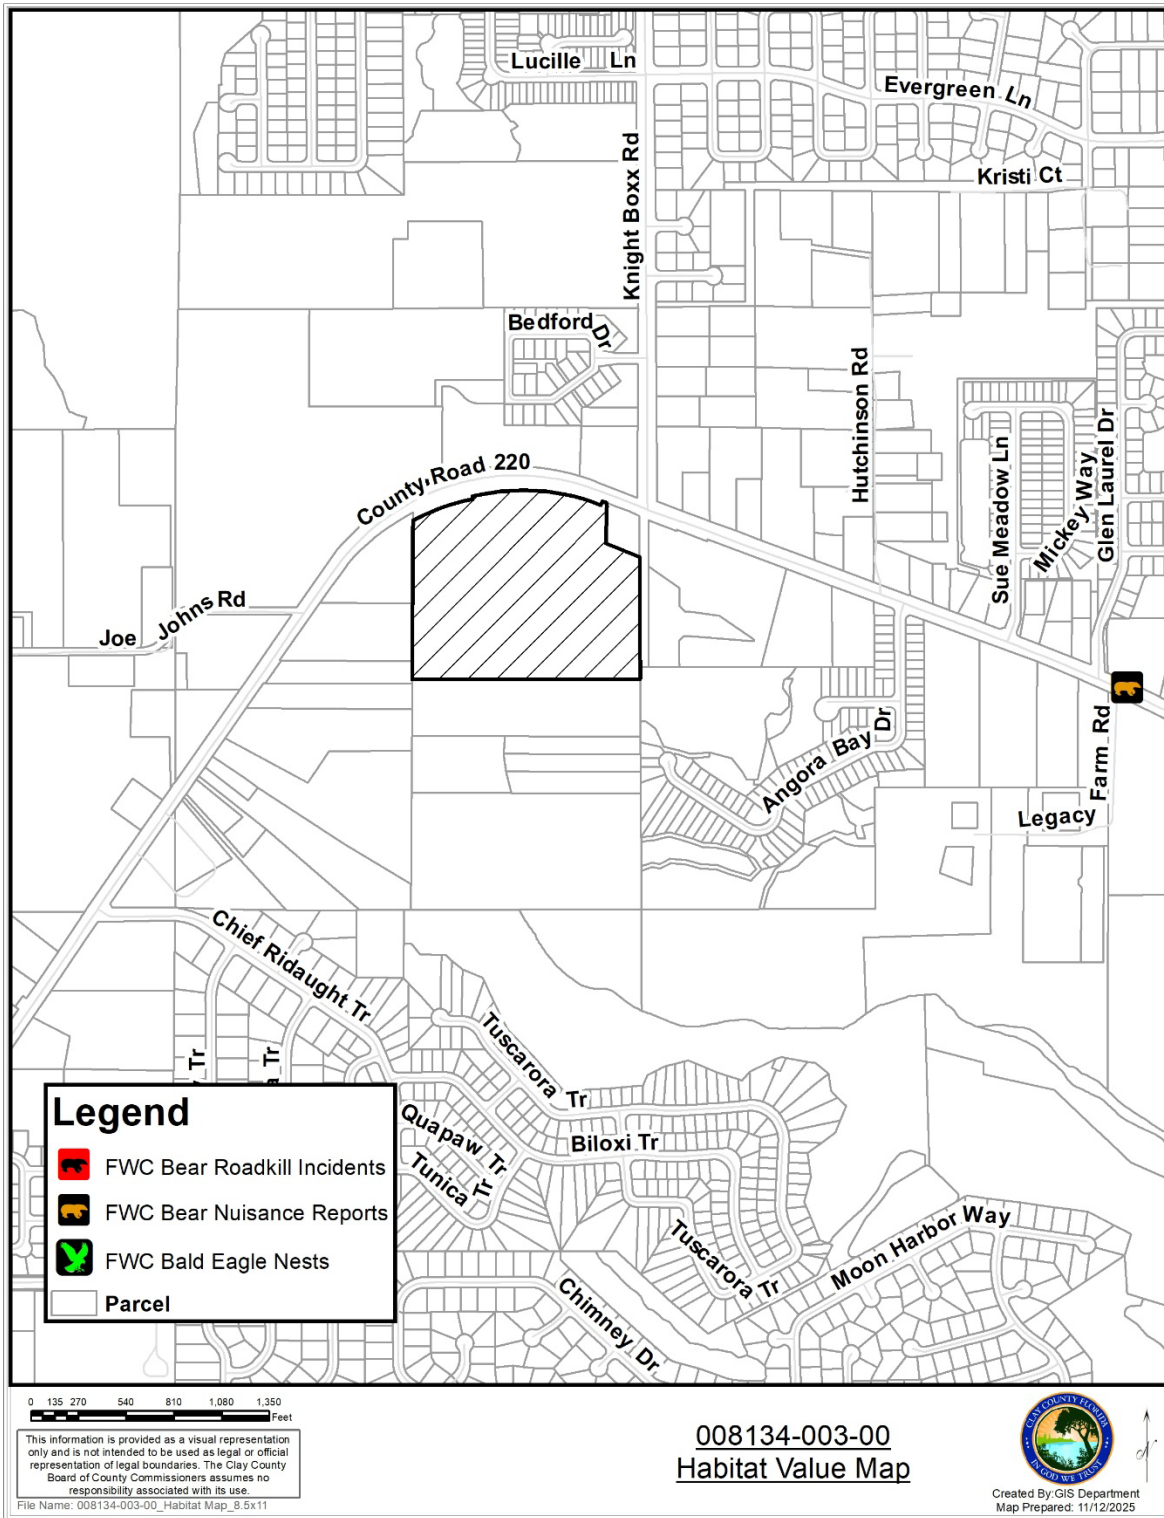 Lucille Ln
Evergreen Ln
Kristi Ct
Knight Boxx Rd
Bedford Dr
Hutchinson Rd
County Road 220
Sue Meadow Ln
Mickey Way
Glen Laurel Dr
Joe Johns Rd
Angora Bay Dr
Farm Rd
Legacy
Chief Ridaught Tr
Tuscarora Tr
Tr
a Tr
Quapaw Tr
Biloxi Tr
Tunica Tr
Tuscarora Tr
Moon Harbor Way
Chimney Dr
Legend
FWC Bear Roadkill Incidents
FWC Bear Nuisance Reports
FWC Bald Eagle Nests
Parcel
0 135 270 540 810 1,080 1,350
Feet
This information is provided as a visual representation
only and is not intended to be used as legal or official
representation of legal boundaries. The Clay County
Board of County Commissioners assumes no
responsibility associated with its use.
File Name: 008134-003-00_Habitat Map_8.5x11
008134-003-00
Habitat Value Map
CLAY COUNTY FLORIDA
IN GOD WE TRUST
N
Created By:GIS Department
Map Prepared: 11/12/2025